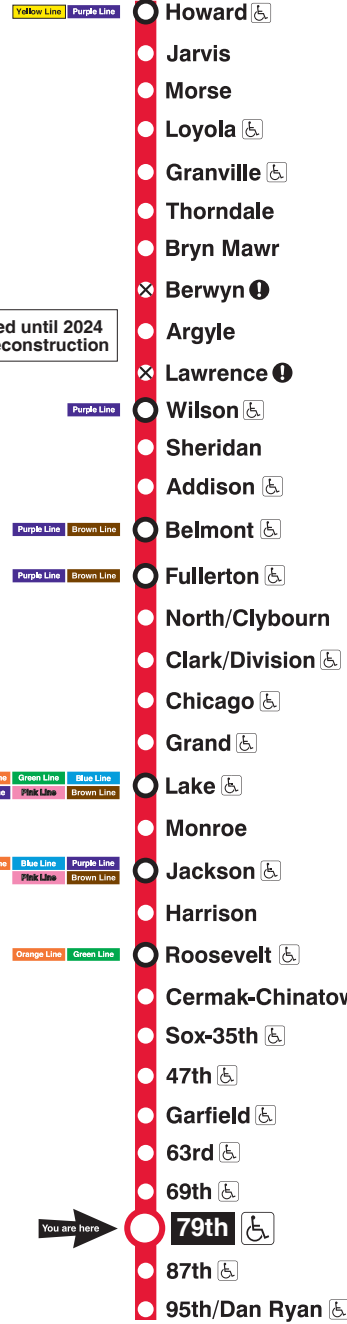 Yellow Line Purple Line Howard
Jarvis
Morse
Loyola
Granville
Thorndale
Bryn Mawr
Berwyn
until 2024
Argyle
Lawrence
Purple Line Wilson
Sheridan
Addison
Purple Line Brown Line Belmont
Purple Line Brown Line Fullerton
North/Clybourn
Clark/Division
Chicago
Grand
Green Line Blue Line
Pink Line Brown Line
Lake
Monroe
Blue Line Purple Line
Pink Line Brown Line
Jackson
Harrison
Orange Line Green Line Roosevelt
Sox-35th
47th
Garfield
63rd
69th
You are here 79th
87th
95th/Dan Ryan